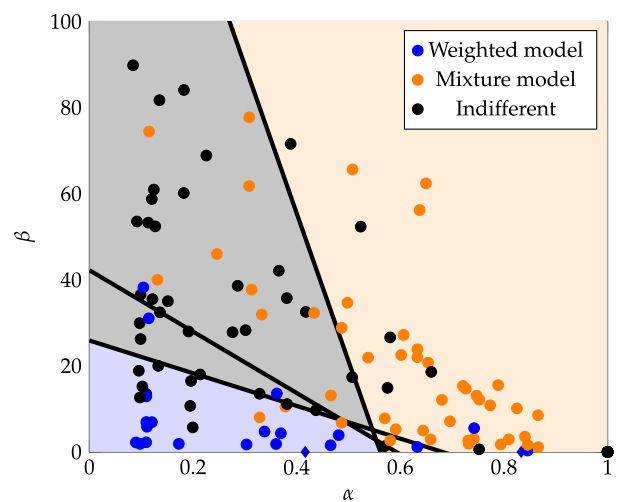 100
80
60
40
20
0
β
Weighted model
Mixture model
Indifferent
0 0.2 0.4 0.6 0.8 1
α